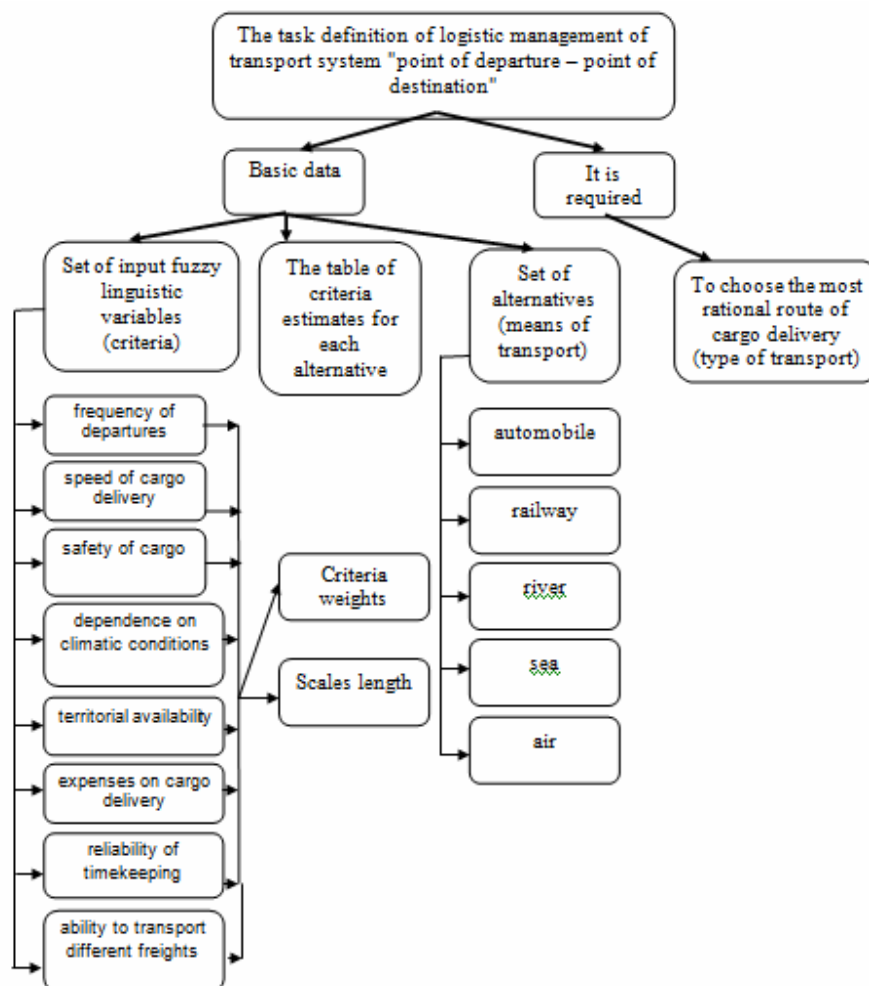 The task definition of logistic management of
transport system "point of departure – point of
destination"
Basic data
It is
required
Set of input fuzzy
linguistic
variables
(criteria)
The table of
criteria
estimates for
each
alternative
Set of
alternatives
(means of
transport)
To choose the most
rational route of
cargo delivery
(type of transport)
frequency of
departures
speed of cargo
delivery
safety of cargo
dependence on
climatic conditions
territorial availability
expenses on cargo
delivery
reliability of
timekeeping
ability to transport
different freights
Criteria
weights
Scales length
automobile
railway
river
sea
air